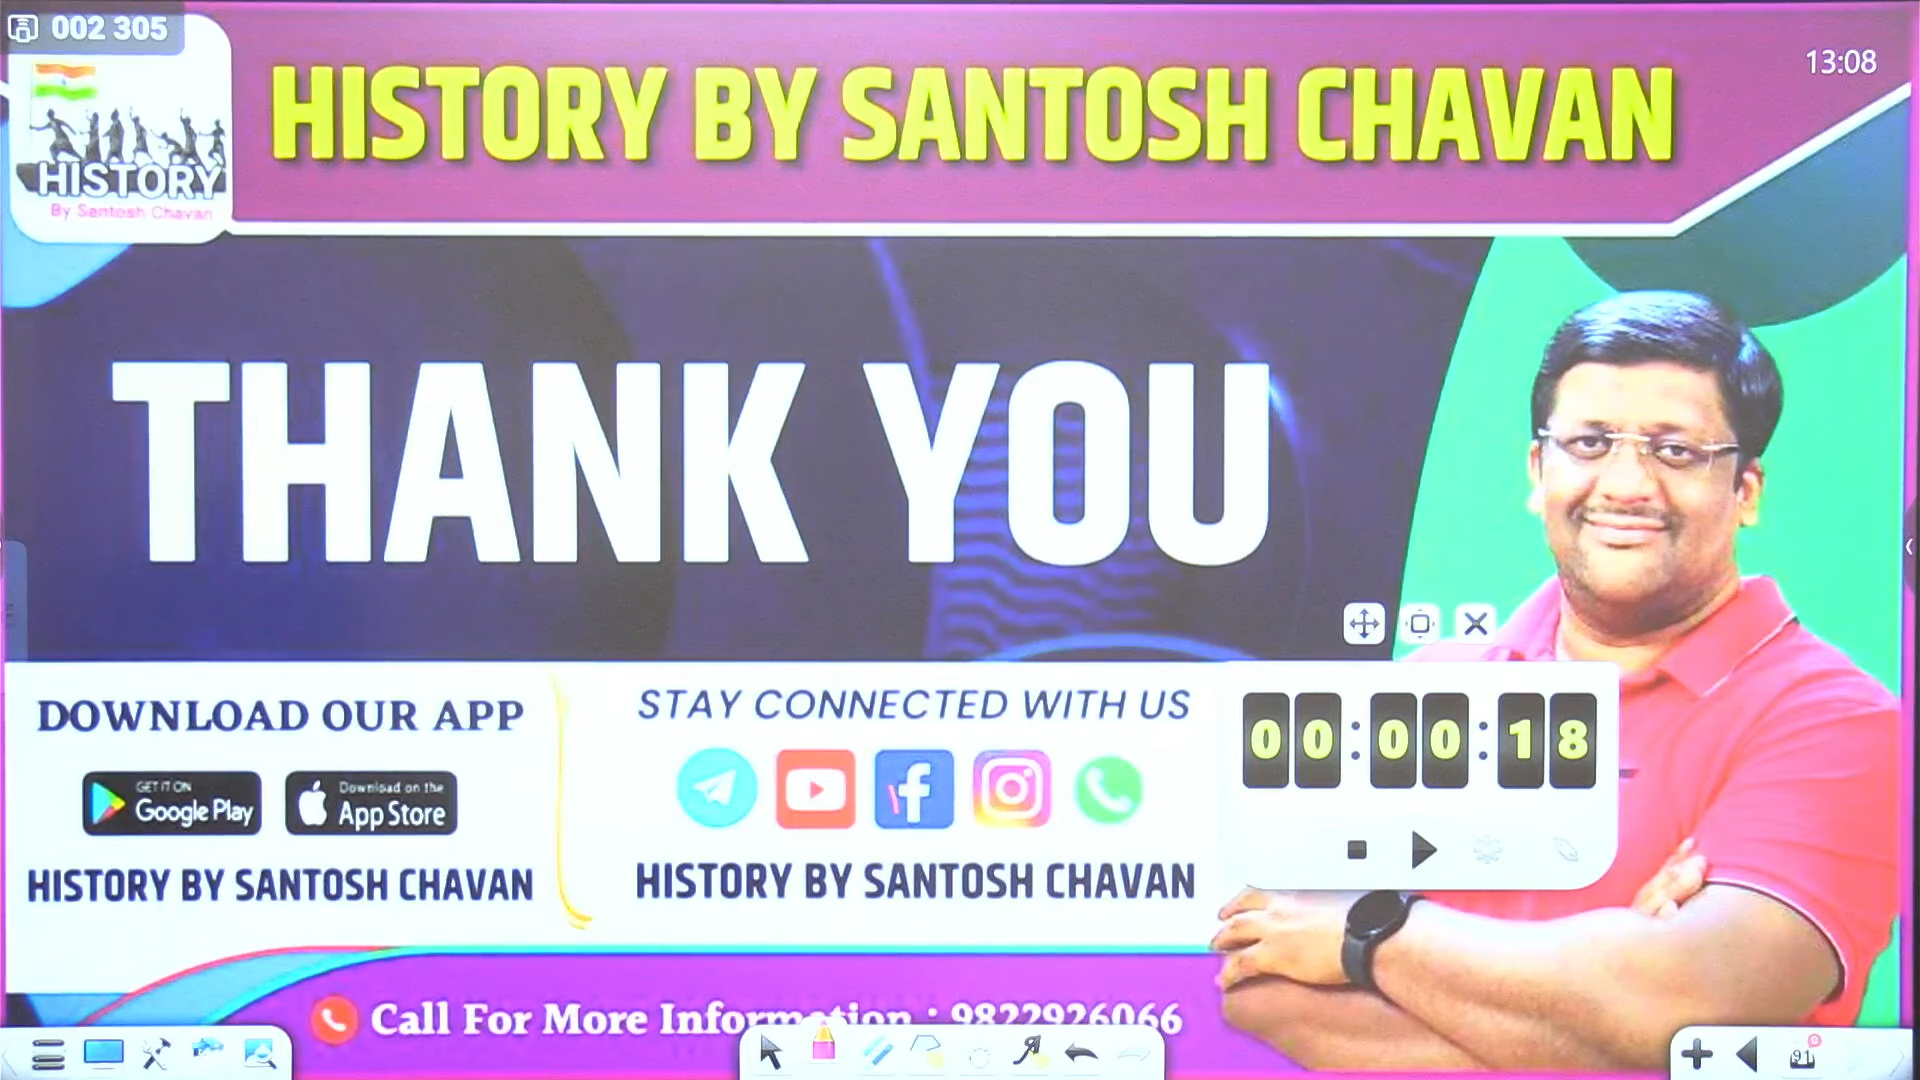 002 305
13:08
HISTORY
By Santosh Chavan
HISTORY BY SANTOSH CHAVAN
THANK YOU
DOWNLOAD OUR APP
GET IT ON
Google Play
Download on the
App Store
HISTORY BY SANTOSH CHAVAN
STAY CONNECTED WITH US
HISTORY BY SANTOSH CHAVAN
00:00:18
Call For More Information : 9822926066
91